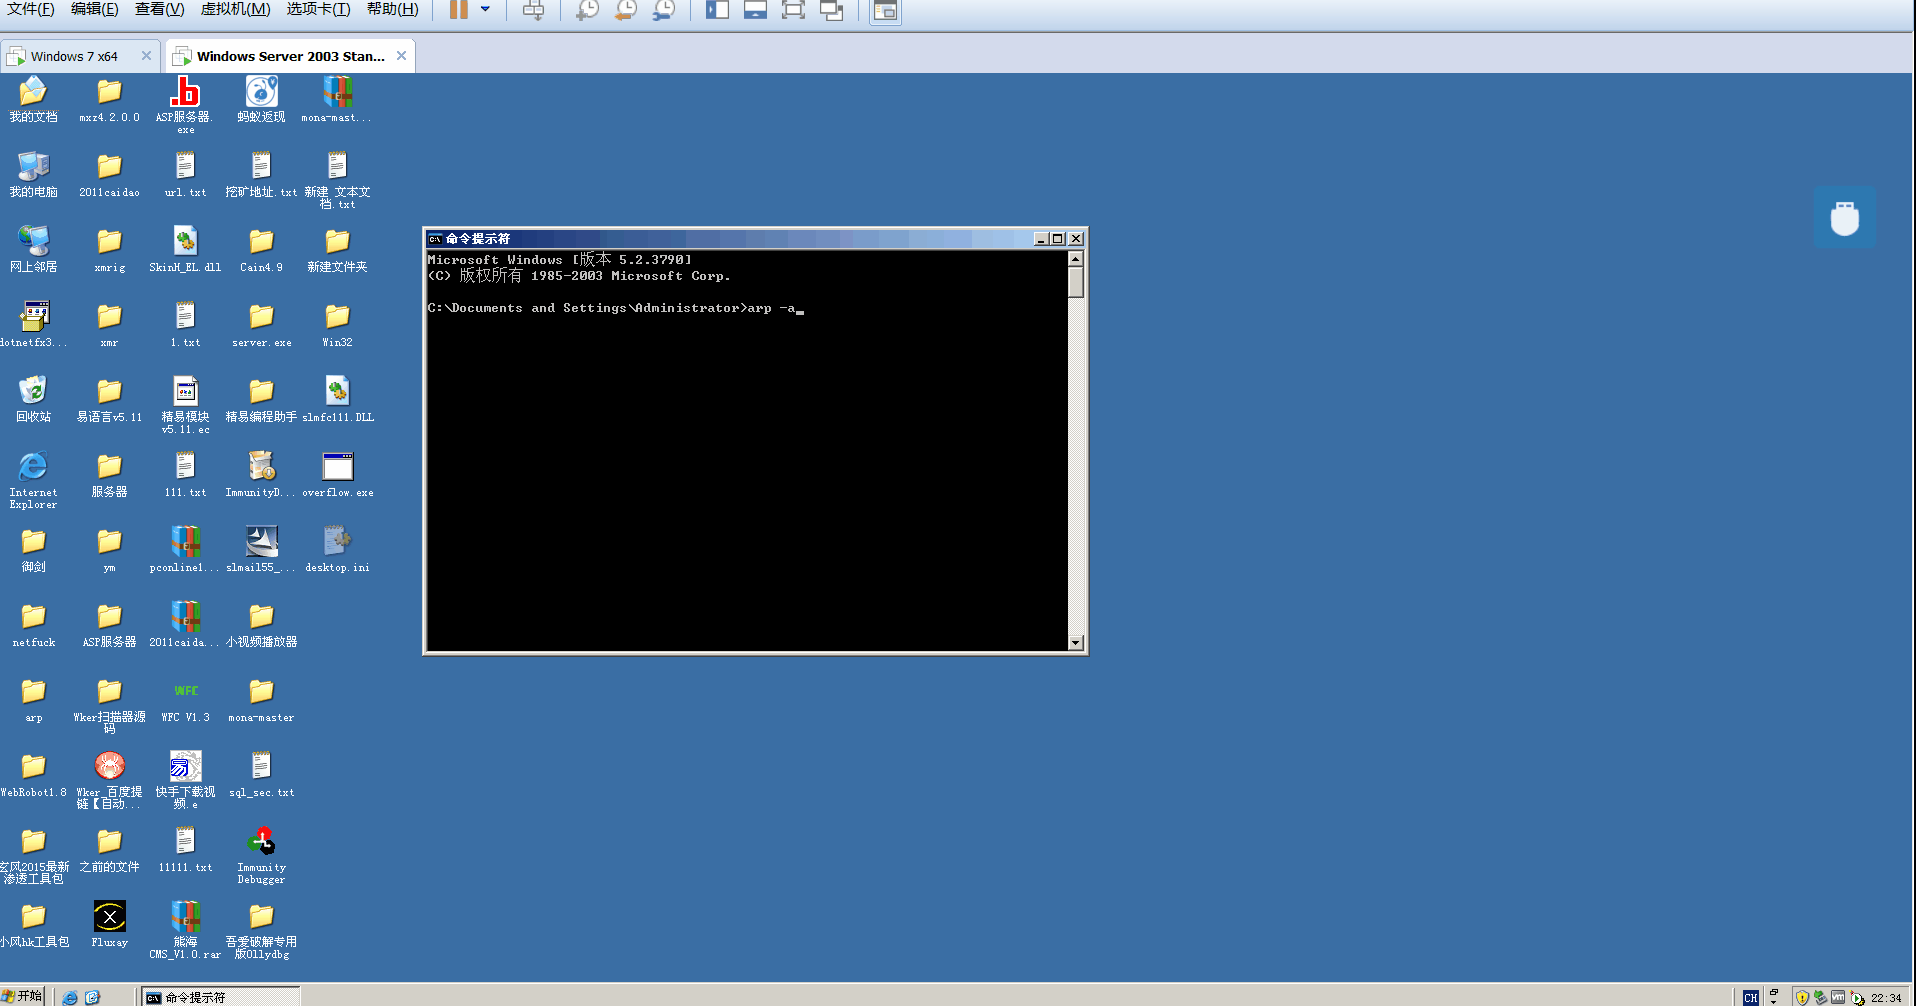 文件(F) 编辑(E) 查看(V) 虚拟机(M) 选项卡(T) 帮助(H)
Windows 7 x64
Windows Server 2003 Stan...
我的文档
mxz4.2.0.0
ASP服务器.
exe
蚂蚁返现
mona-mast...
我的电脑
2011caidao
url.txt
挖矿地址.txt
新建 文本文
档.txt
网上邻居
xmrig
SkinH_EL.dll
Cain4.9
新建文件夹
dotnetfx3...
xmr
1.txt
server.exe
Win32
回收站
易语言v5.11
精易模块
v5.11.ec
精易编程助手
slmfc111.DLL
Internet
Explorer
服务器
111.txt
ImmunityD...
overflow.exe
御剑
ym
pconline1...
slmail55_...
desktop.ini
netfuck
ASP服务器
2011caida...
小视频播放器
arp
Wker扫描器源
码
WFC
WFC V1.3
mona-master
WebRobot1.8
Wker_百度提
链【自动...
快手下载视
频.e
sql_sec.txt
玄风2015最新
渗透工具包
之前的文件
11111.txt
Immunity
Debugger
小风hk工具包
Fluxay
熊海
CMS_V1.0.rar
吾爱破解专用
版Ollydbg
命令提示符
Microsoft Windows [版本 5.2.3790]
(C) 版权所有 1985-2003 Microsoft Corp.
C:\Documents and Settings\Administrator>arp -a_
开始
命令提示符
CH
22:34